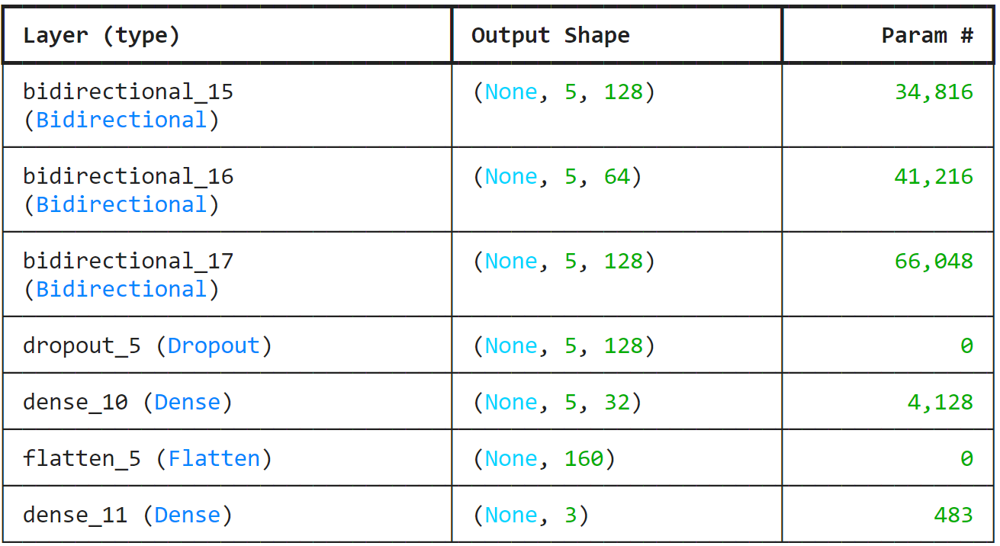 Layer (type) Output Shape Param #
bidirectional_15 (None, 5, 128) 34,816
(Bidirectional)
bidirectional_16 (None, 5, 64) 41,216
(Bidirectional)
bidirectional_17 (None, 5, 128) 66,048
(Bidirectional)
dropout_5 (Dropout) (None, 5, 128) 0
dense_10 (Dense) (None, 5, 32) 4,128
flatten_5 (Flatten) (None, 160) 0
dense_11 (Dense) (None, 3) 483